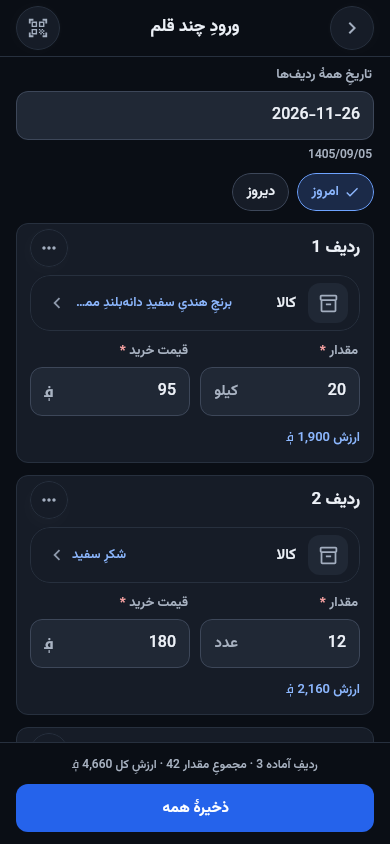 ورودِ چند قلم
تاریخِ همهٔ ردیف‌ها
2026-11-26
1405/09/05
امروز
دیروز
ردیف 1
کالا
برنجِ هندیِ سفیدِ دانه‌بلندِ مم...
مقدار *
قیمت خرید *
20 کیلو
95 ؋
ارزش 1,900 ؋
ردیف 2
کالا
شکرِ سفید
مقدار *
قیمت خرید *
12 عدد
180 ؋
ارزش 2,160 ؋
ردیفِ آماده 3 · مجموعِ مقدار 42 · ارزشِ کل 4,660 ؋
ذخیرهٔ همه